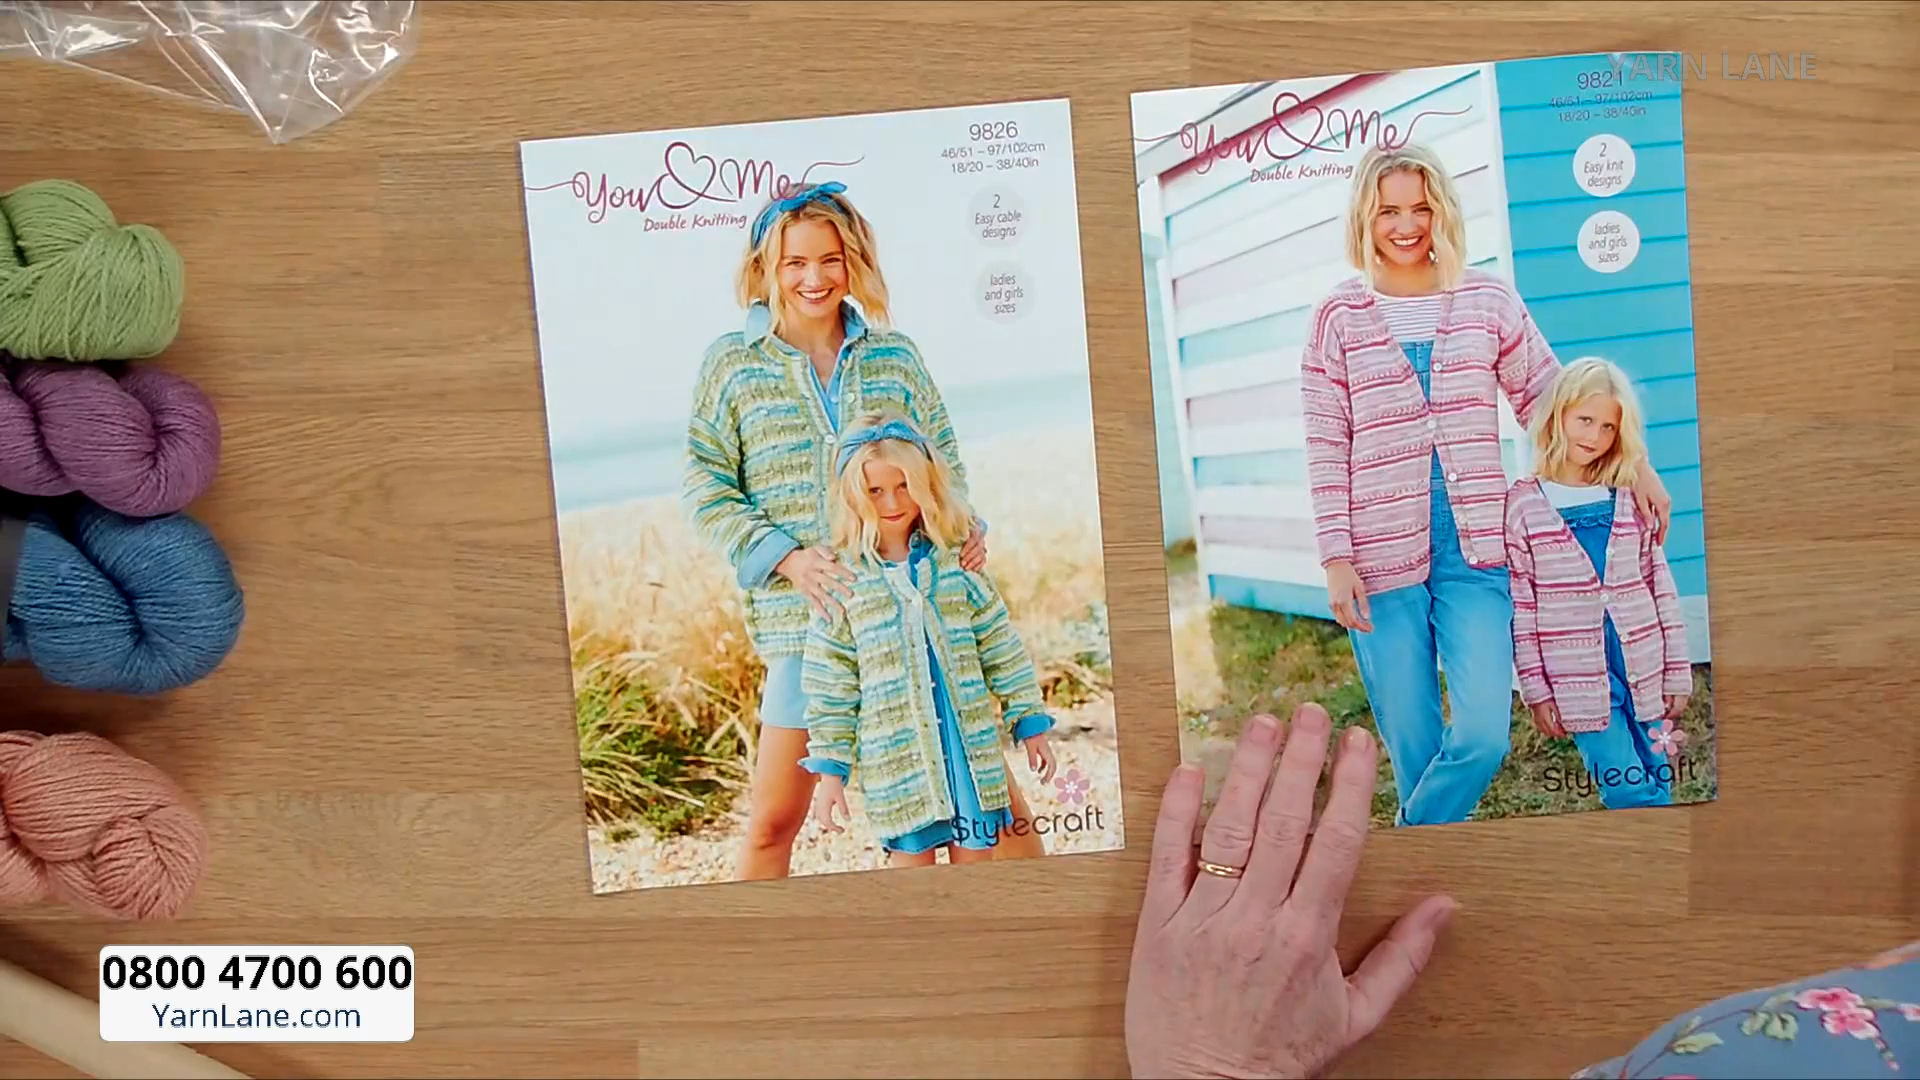 YARN LANE
You Me
Double Knitting
9826
46/51 – 97/102cm
18/20 – 38/40in
2
Easy cable
designs
ladies
and girls
sizes
Stylecraft
You Me
Double Knitting
9821
46/51 – 97/102cm
18/20 – 38/40in
2
Easy knit
designs
ladies
and girls
sizes
Stylecraft
0800 4700 600
YarnLane.com